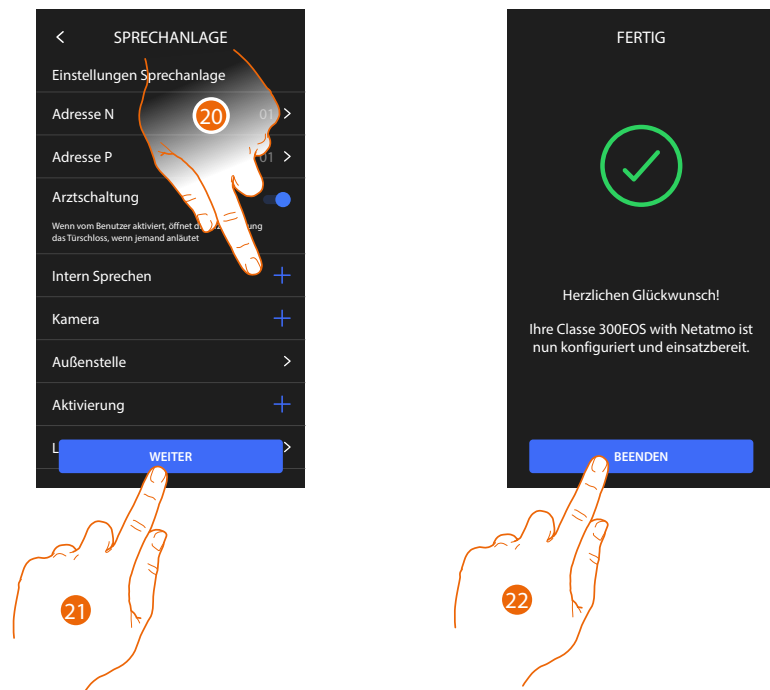 SPRECHANLAGE
Einstellungen Sprechanlage
Adresse N 01
20
Adresse P 01
Arztschaltung
Wenn vom Benutzer aktiviert, öffnet
das Türschloss, wenn jemand anläutet
Intern Sprechen
Kamera
Außenstelle
Aktivierung
L
WEITER
21
FERTIG
Herzlichen Glückwunsch!
Ihre Classe 300EOS with Netatmo ist
nun konfiguriert und einsatzbereit.
BEENDEN
22